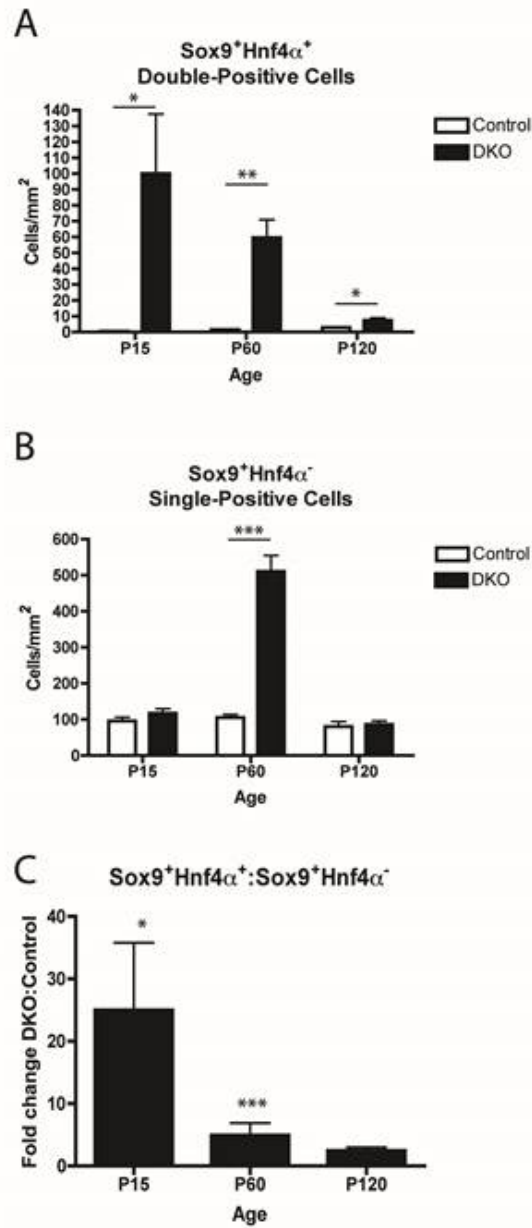 A
Sox9⁺Hnf4α⁺
Double-Positive Cells
140
130
120
110
100
90
80
70
60
50
40
30
20
10
0
Cells/mm²
*
**
*
P15 P60 P120
Age
Control
DKO
B
Sox9⁺Hnf4α⁻
Single-Positive Cells
600
500
400
300
200
100
0
Cells/mm²
***
P15 P60 P120
Age
Control
DKO
C
Sox9⁺Hnf4α⁺:Sox9⁺Hnf4α⁻
40
30
20
10
0
Fold change DKO:Control
*
***
P15 P60 P120
Age